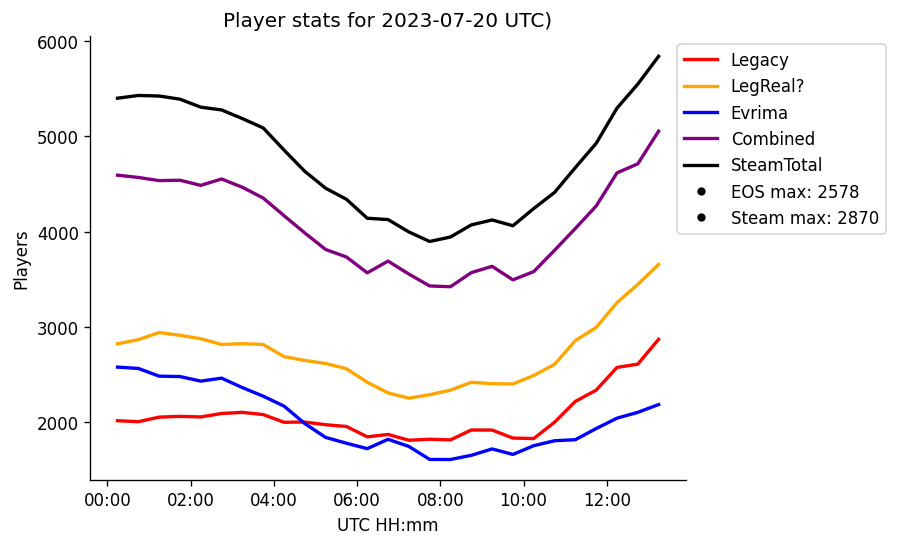 Player stats for 2023-07-20 UTC)
6000
5000
4000
3000
2000
Players
00:00 02:00 04:00 06:00 08:00 10:00 12:00
UTC HH:mm
Legacy
LegReal?
Evrima
Combined
SteamTotal
EOS max: 2578
Steam max: 2870